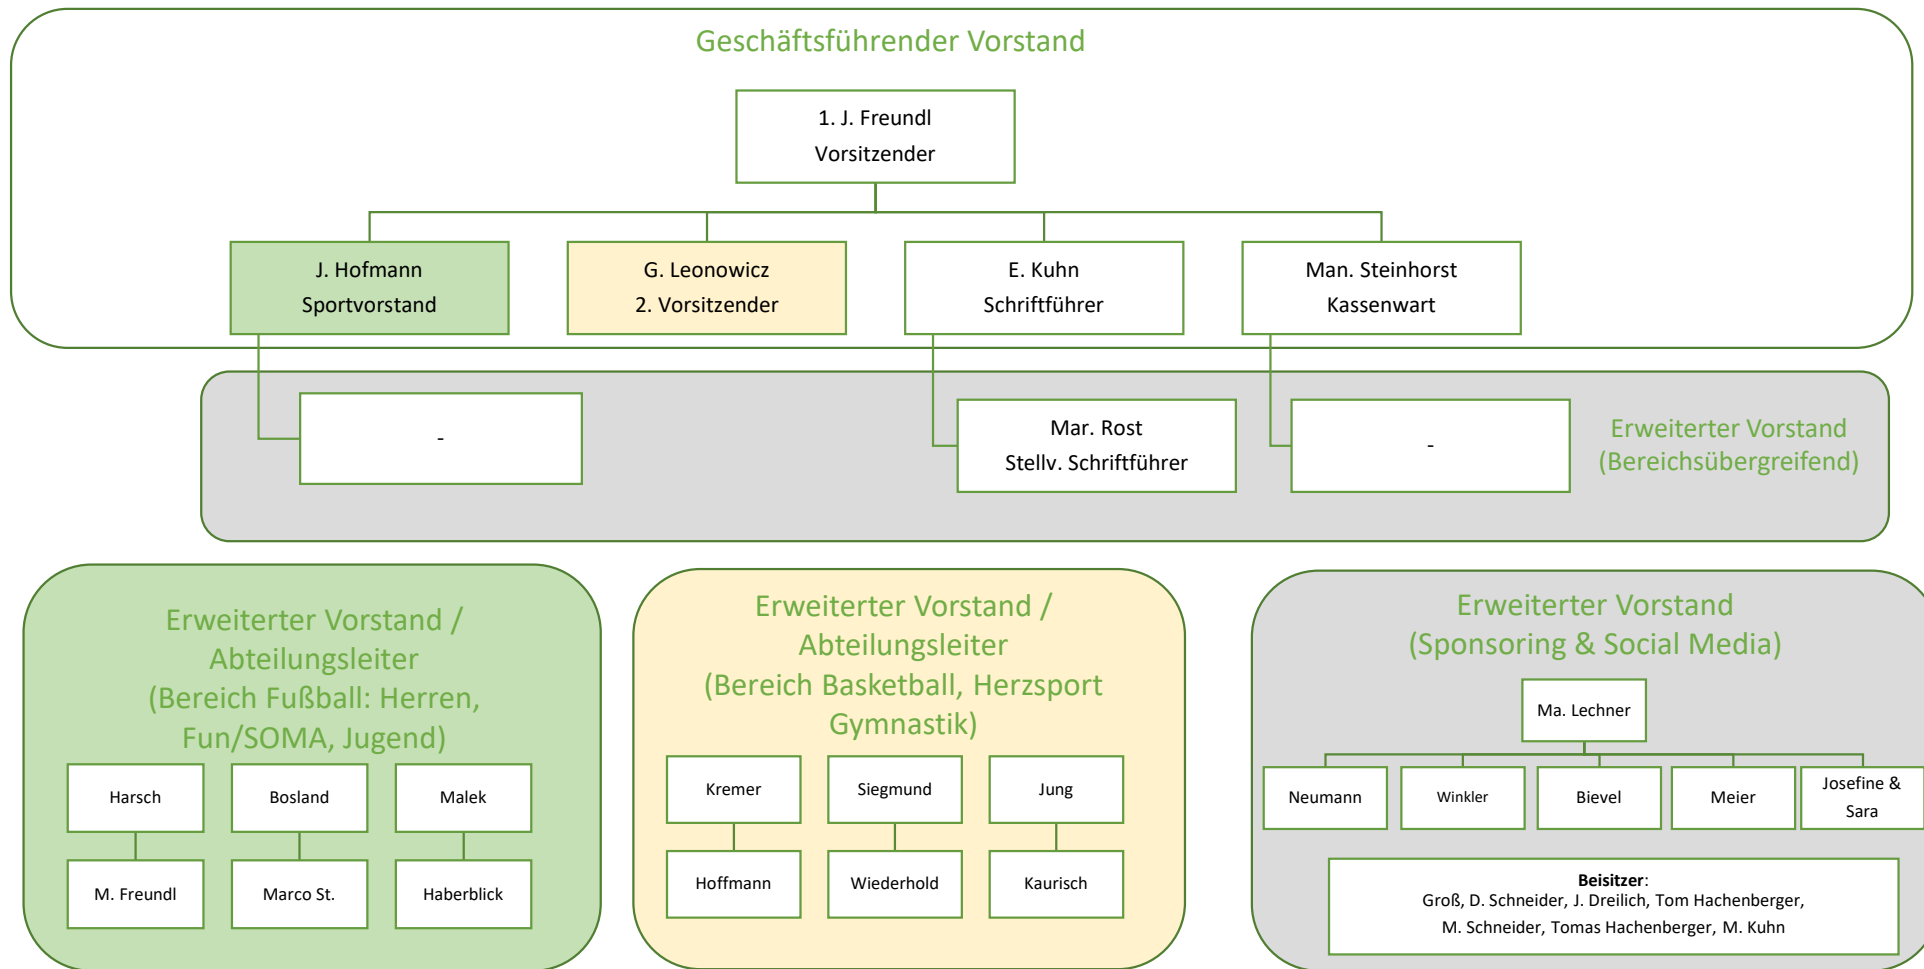 Geschäftsführender Vorstand
1. J. Freundl
Vorsitzender
J. Hofmann
Sportvorstand
G. Leonowicz
2. Vorsitzender
E. Kuhn
Schriftführer
Man. Steinhorst
Kassenwart
-
Mar. Rost
Stellv. Schriftführer
-
Erweiterter Vorstand
(Bereichsübergreifend)
Erweiterter Vorstand /
Abteilungsleiter
(Bereich Fußball: Herren,
Fun/SOMA, Jugend)
Harsch
Bosland
Malek
M. Freundl
Marco St.
Haberblick
Erweiterter Vorstand /
Abteilungsleiter
(Bereich Basketball, Herzsport
Gymnastik)
Kremer
Siegmund
Jung
Hoffmann
Wiederhold
Kaurisch
Erweiterter Vorstand
(Sponsoring & Social Media)
Ma. Lechner
Neumann
Winkler
Bievel
Meier
Josefine &
Sara
Beisitzer:
Groß, D. Schneider, J. Dreilich, Tom Hachenberger,
M. Schneider, Tomas Hachenberger, M. Kuhn